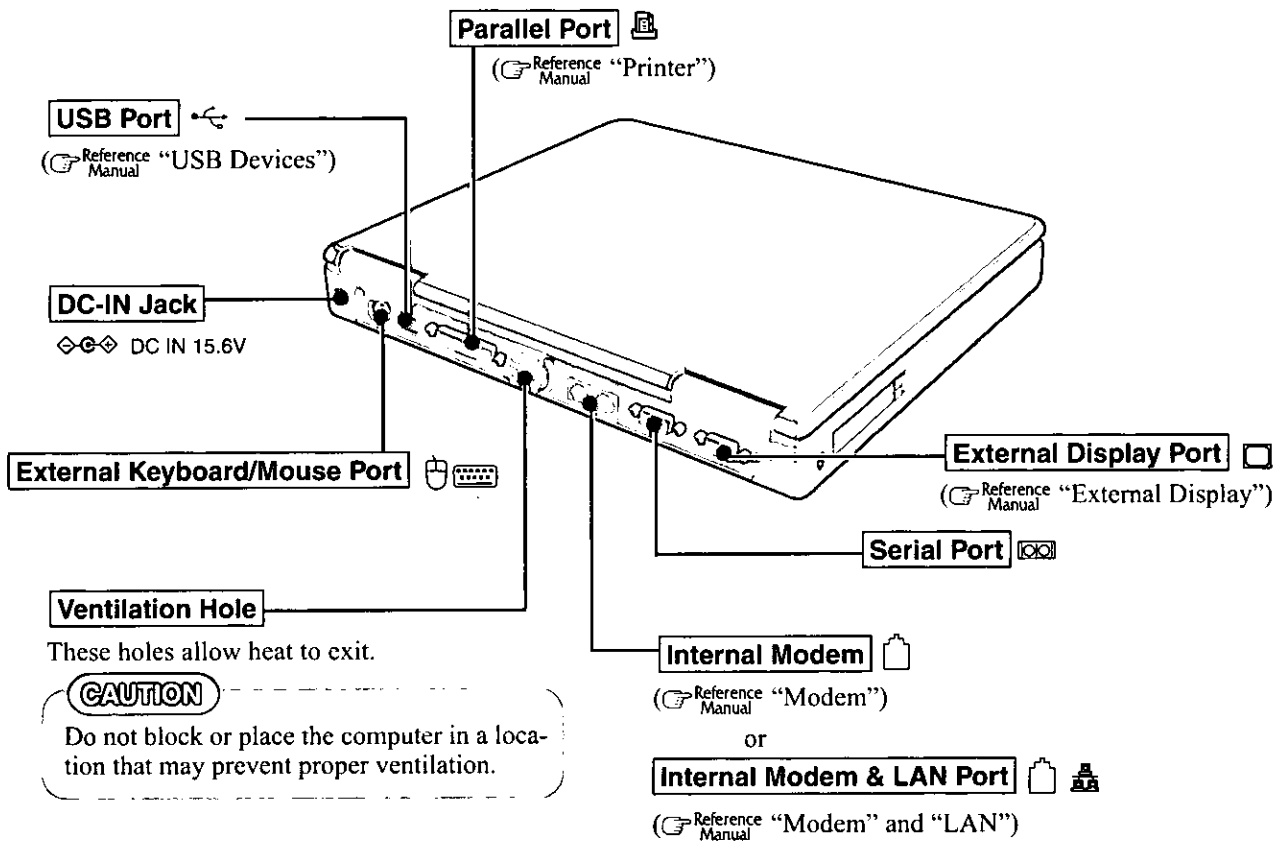 Parallel Port
(Reference Manual "Printer")
USB Port
(Reference Manual "USB Devices")
DC-IN Jack
DC IN 15.6V
External Keyboard/Mouse Port
External Display Port
(Reference Manual "External Display")
Serial Port
Ventilation Hole
These holes allow heat to exit.
CAUTION
Do not block or place the computer in a loca-
tion that may prevent proper ventilation.
Internal Modem
(Reference Manual "Modem")
or
Internal Modem & LAN Port
(Reference Manual "Modem" and "LAN")